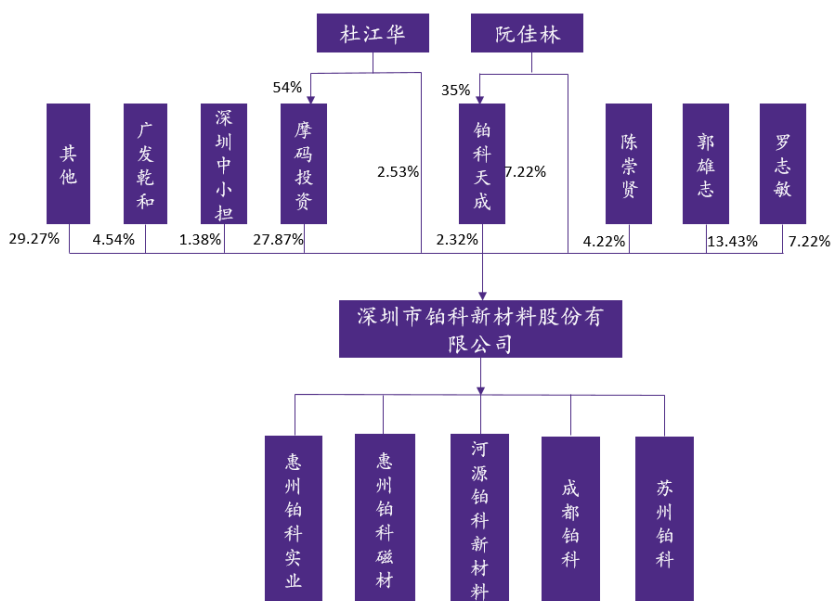 杜江华
阮佳林
54%
35%
其他
广发乾和
深圳中小担
摩码投资
2.53%
铂科天成
7.22%
陈崇贤
郭雄志
罗志敏
29.27%
4.54%
1.38%
27.87%
2.32%
4.22%
13.43%
7.22%
深圳市铂科新材料股份有
限公司
惠州铂科实业
惠州铂科磁材
河源铂科新材料
成都铂科
苏州铂科